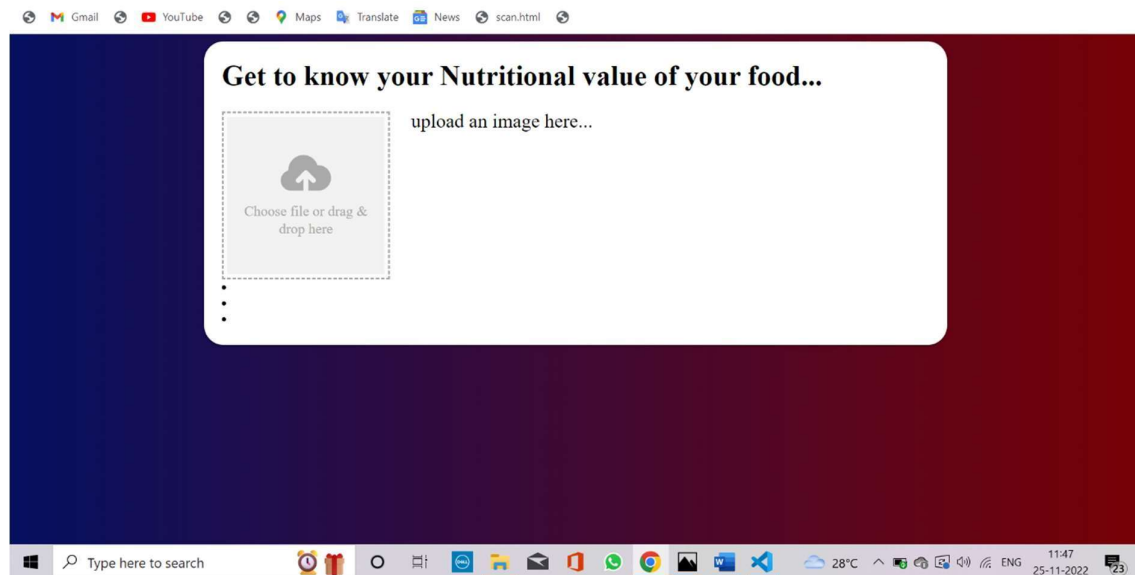 Gmail YouTube Maps Translate News scan.html
Get to know your Nutritional value of your food...
upload an image here...
Choose file or drag &
drop here
Type here to search
28°C ENG
11:47
25-11-2022
23